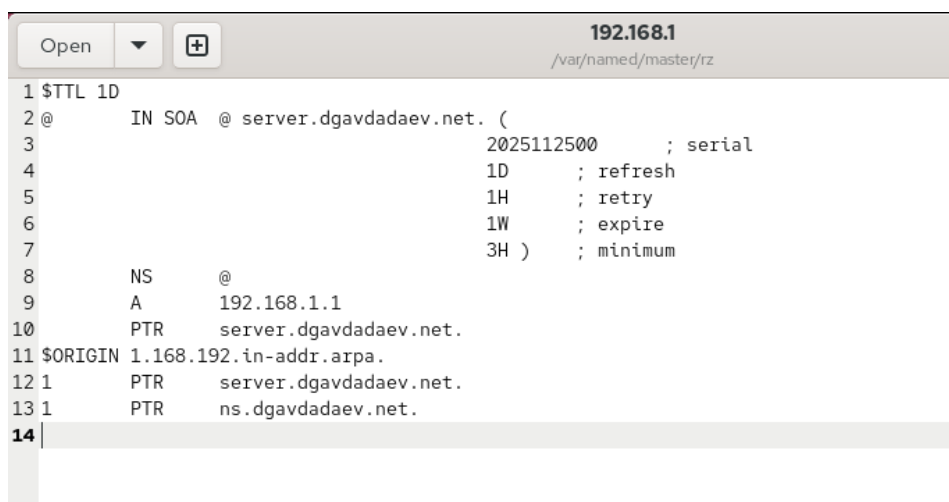 Open
192.168.1
/var/named/master/rz
1 $TTL 1D
2 @ IN SOA @ server.dgavdadaev.net. (
3 2025112500 ; serial
4 1D ; refresh
5 1H ; retry
6 1W ; expire
7 3H ) ; minimum
8 NS @
9 A 192.168.1.1
10 PTR server.dgavdadaev.net.
11 $ORIGIN 1.168.192.in-addr.arpa.
12 1 PTR server.dgavdadaev.net.
13 1 PTR ns.dgavdadaev.net.
14